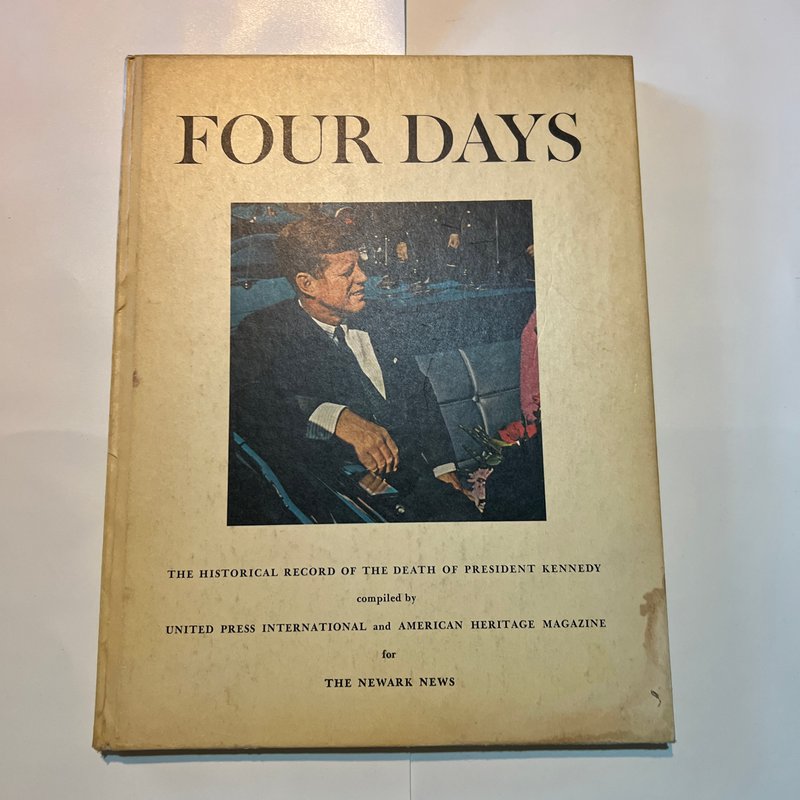 FOUR DAYS
THE HISTORICAL RECORD OF THE DEATH OF PRESIDENT KENNEDY
compiled by
UNITED PRESS INTERNATIONAL and AMERICAN HERITAGE MAGAZINE
for
THE NEWARK NEWS